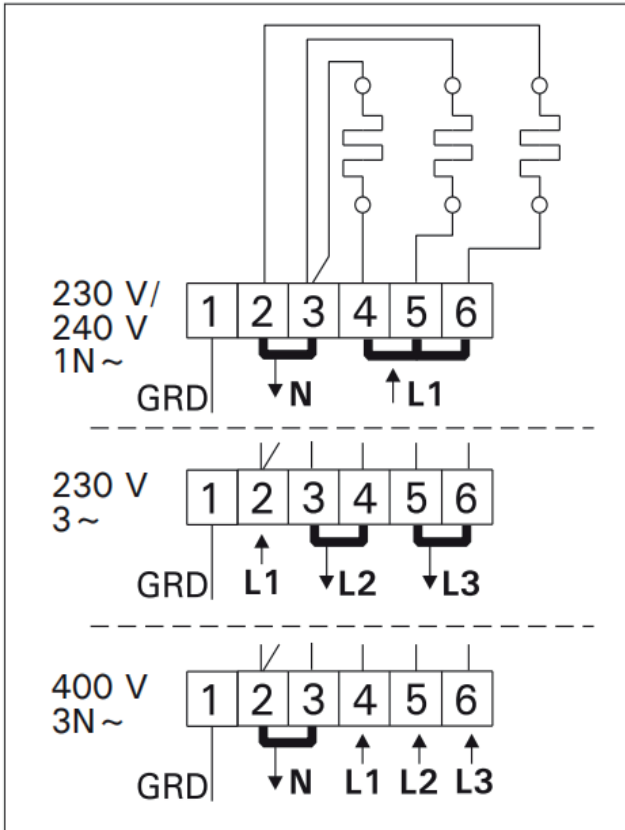 230 V/
240 V
1N~
1 2 3 4 5 6
GRD N L1
230 V
3~
1 2 3 4 5 6
GRD L1 L2 L3
400 V
3N~
1 2 3 4 5 6
GRD N L1 L2 L3